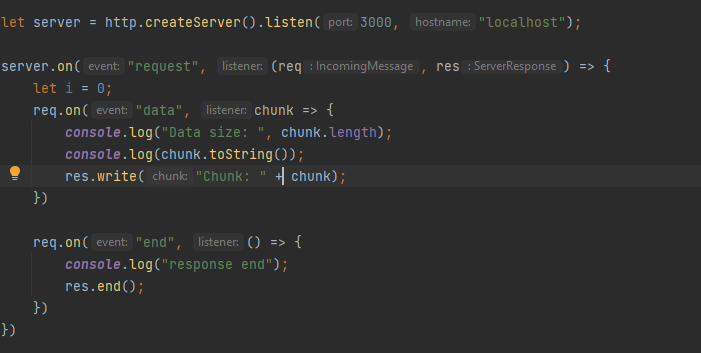 let server = http.createServer().listen( port: 3000, hostname: "localhost");
server.on( event: "request", listener: (req : IncomingMessage , res : ServerResponse ) => {
let i = 0;
req.on( event: "data", listener: chunk => {
console.log("Data size: ", chunk.length);
console.log(chunk.toString());
res.write( chunk: "Chunk: " + chunk);
})
req.on( event: "end", listener: () => {
console.log("response end");
res.end();
})
})